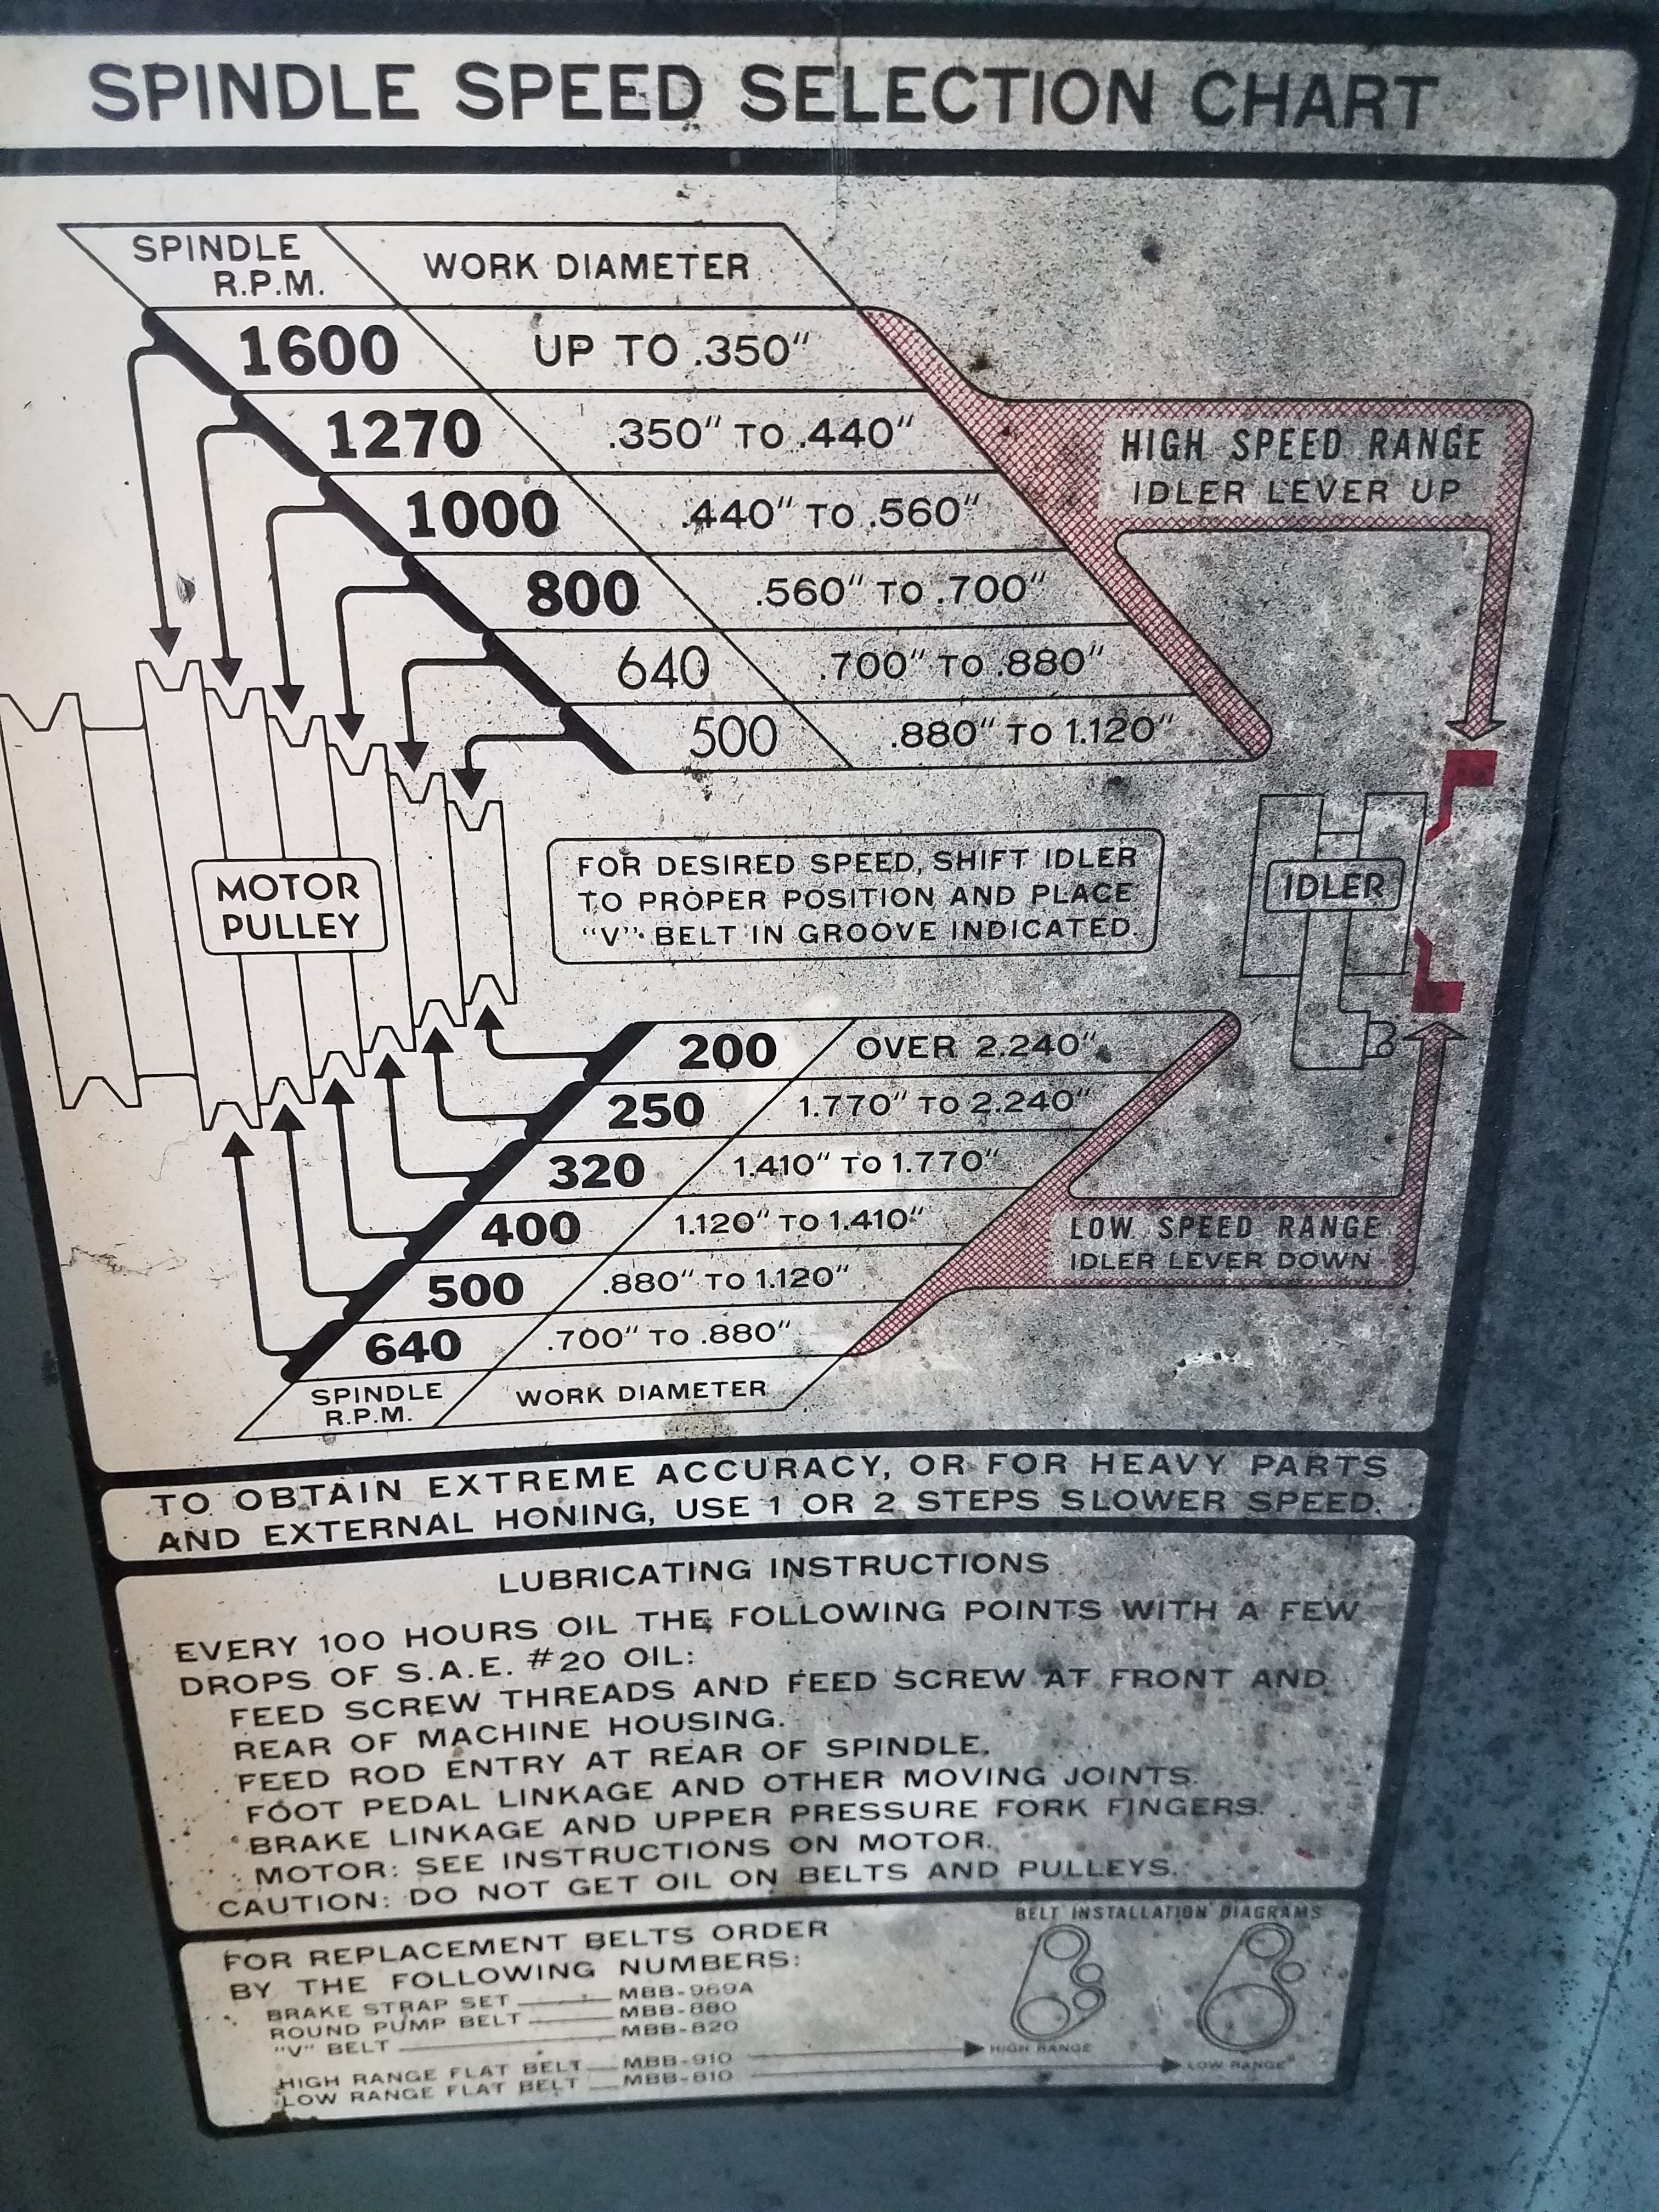 SPINDLE SPEED SELECTION CHART
SPINDLE R.P.M. WORK DIAMETER
1600 UP TO .350"
1270 .350" TO .440"
1000 .440" TO .560"
800 .560" TO .700"
640 .700" TO .880"
500 .880" TO 1.120"
HIGH SPEED RANGE
IDLER LEVER UP
MOTOR
PULLEY
FOR DESIRED SPEED, SHIFT IDLER
TO PROPER POSITION AND PLACE
"V" BELT IN GROOVE INDICATED.
IDLER
200 OVER 2.240"
250 1.770" TO 2.240"
320 1.410" TO 1.770"
400 1.120" TO 1.410"
500 .880" TO 1.120"
640 .700" TO .880"
SPINDLE R.P.M. WORK DIAMETER
LOW SPEED RANGE
IDLER LEVER DOWN
TO OBTAIN EXTREME ACCURACY, OR FOR HEAVY PARTS
AND EXTERNAL HONING, USE 1 OR 2 STEPS SLOWER SPEED.
LUBRICATING INSTRUCTIONS
EVERY 100 HOURS OIL THE FOLLOWING POINTS WITH A FEW
DROPS OF S.A.E. #20 OIL:
FEED SCREW THREADS AND FEED SCREW AT FRONT AND
REAR OF MACHINE HOUSING.
FEED ROD ENTRY AT REAR OF SPINDLE.
FOOT PEDAL LINKAGE AND OTHER MOVING JOINTS.
BRAKE LINKAGE AND UPPER PRESSURE FORK FINGERS.
MOTOR: SEE INSTRUCTIONS ON MOTOR.
CAUTION: DO NOT GET OIL ON BELTS AND PULLEYS.
FOR REPLACEMENT BELTS ORDER
BY THE FOLLOWING NUMBERS:
BRAKE STRAP SET MBB-969A
ROUND PUMP BELT MBB-880
"V" BELT MBB-820
HIGH RANGE FLAT BELT MBB-910
LOW RANGE FLAT BELT MBB-810
BELT INSTALLATION DIAGRAMS
HIGH RANGE
LOW RANGE